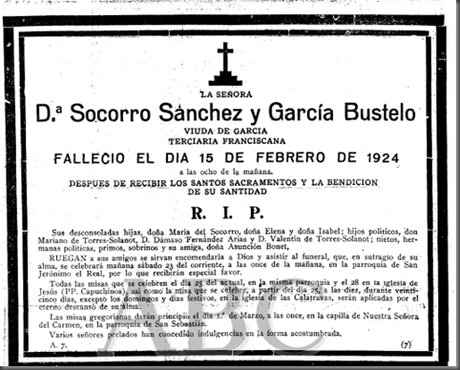 LA SEÑORA
D.ª Socorro Sánchez y García Bustelo
VIUDA DE GARCIA
TERCIARIA FRANCISCANA
FALLECIO EL DIA 15 DE FEBRERO DE 1924
a las ocho de la mañana.
DESPUES DE RECIBIR LOS SANTOS SACRAMENTOS Y LA BENDICION
DE SU SANTIDAD
R. I. P.
Sus desconsoladas hijas, doña María del Socorro, doña Elena y doña Isabel; hijos políticos, don
Mariano de Torres-Solanot, D. Dámaso Fernández Arias y D. Valentín de Torres-Solanot; nietos, her-
manas políticas, primos, sobrinos y su amiga, doña Asunción Bonet,
RUEGAN a sus amigos se sirvan encomendarla a Dios y asistir al funeral, que, en sufragio de su
alma, se celebrará mañana sábado 23 del corriente, a las once de la mañana, en la parroquia de San
Jerónimo el Real, por lo que recibirán especial favor.
Todas las misas que se celebren el día 25 del actual, en la misma parroquia y el 28 en la iglesia de
Jesús (PP. Capuchinos), así como la misa que se celebre, a partir del día 25, a las diez, durante veinti-
cinco días, excepto los domingos y días festivos, en la iglesia de las Calatravas, serán aplicadas por el
eterno descanso de su alma.
Las misas gregorianas darán principio el día 1.º de Marzo, a las once, en la capilla de Nuestra Señora
del Carmen, en la parroquia de San Sebastián.
Varios señores prelados han concedido indulgencias en la forma acostumbrada.
A. 7. (7)
ABC